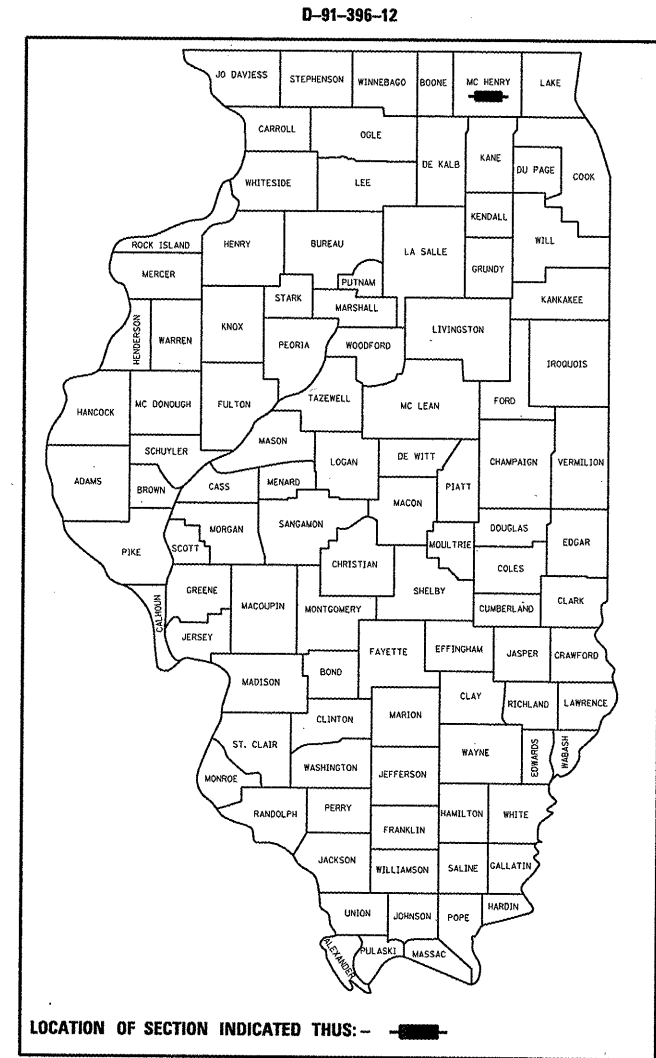 D-91-396-12
JO DAVIESS STEPHENSON WINNEBAGO BOONE MC HENRY LAKE
CARROLL OGLE DE KALB KANE DU PAGE COOK
WHITESIDE LEE KENDALL WILL
ROCK ISLAND HENRY BUREAU LA SALLE GRUNDY
MERCER PUTNAM KANKAKEE
STARK MARSHALL
HENDERSON WARREN KNOX PEORIA WOODFORD LIVINGSTON IROQUOIS
HANCOCK MC DONOUGH FULTON TAZEWELL MC LEAN FORD
MASON
SCHUYLER LOGAN DE WITT CHAMPAIGN VERMILION
ADAMS BROWN CASS MENARD PIATT
MORGAN SANGAMON MACON
PIKE SCOTT CHRISTIAN MOULTRIE DOUGLAS EDGAR
COLES
CALHOUN GREENE MACOUPIN MONTGOMERY SHELBY CUMBERLAND CLARK
JERSEY FAYETTE EFFINGHAM JASPER CRAWFORD
MADISON BOND
CLAY RICHLAND LAWRENCE
CLINTON MARION
ST. CLAIR WAYNE EDWARDS WABASH
MONROE WASHINGTON JEFFERSON
RANDOLPH PERRY HAMILTON WHITE
FRANKLIN
JACKSON WILLIAMSON SALINE GALLATIN
UNION JOHNSON POPE HARDIN
ALEXANDER PULASKI MASSAC
LOCATION OF SECTION INDICATED THUS: -